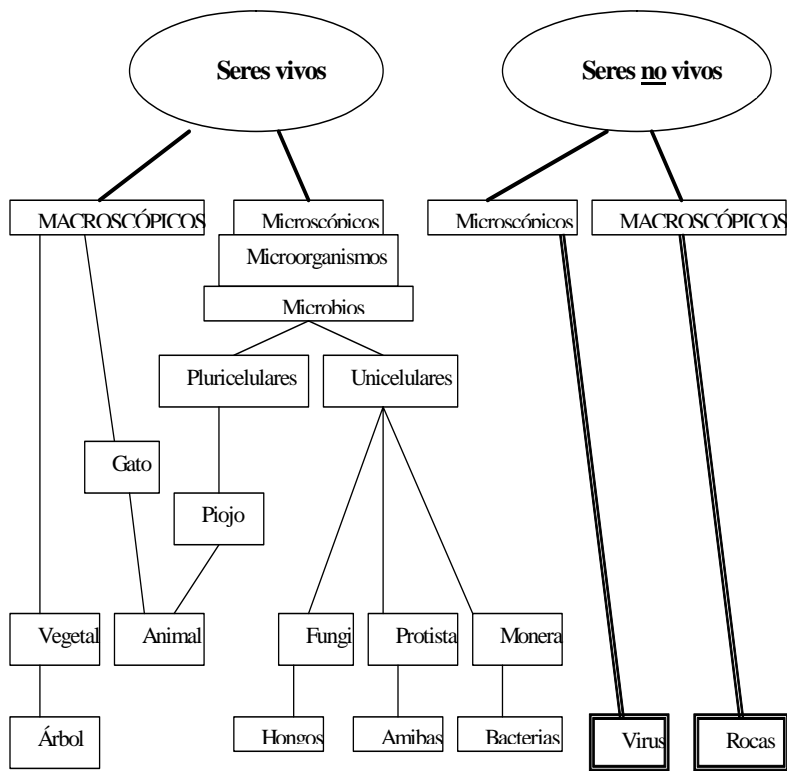 Seres vivos
Seres no vivos
MACROSCÓPICOS
Microscópicos
Microscópicos
MACROSCÓPICOS
Microorganismos
Microbios
Pluricelulares
Unicelulares
Gato
Piojo
Vegetal
Animal
Fungi
Protista
Monera
Árbol
Hongos
Amibas
Bacterias
Virus
Rocas